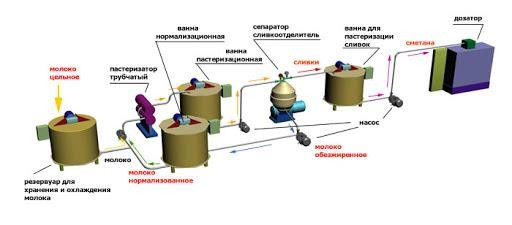 дозатор
сепаратор
сливкоотделитель
ванна для
пастеризации
сливок
ванна
нормализационная
ванна
пастеризационная
сметана
сливки
молоко
цельное
пастеризатор
трубчатый
насос
молоко
обезжиренное
молоко
молоко
нормализованное
резервуар для
хранения и охлаждения
молока